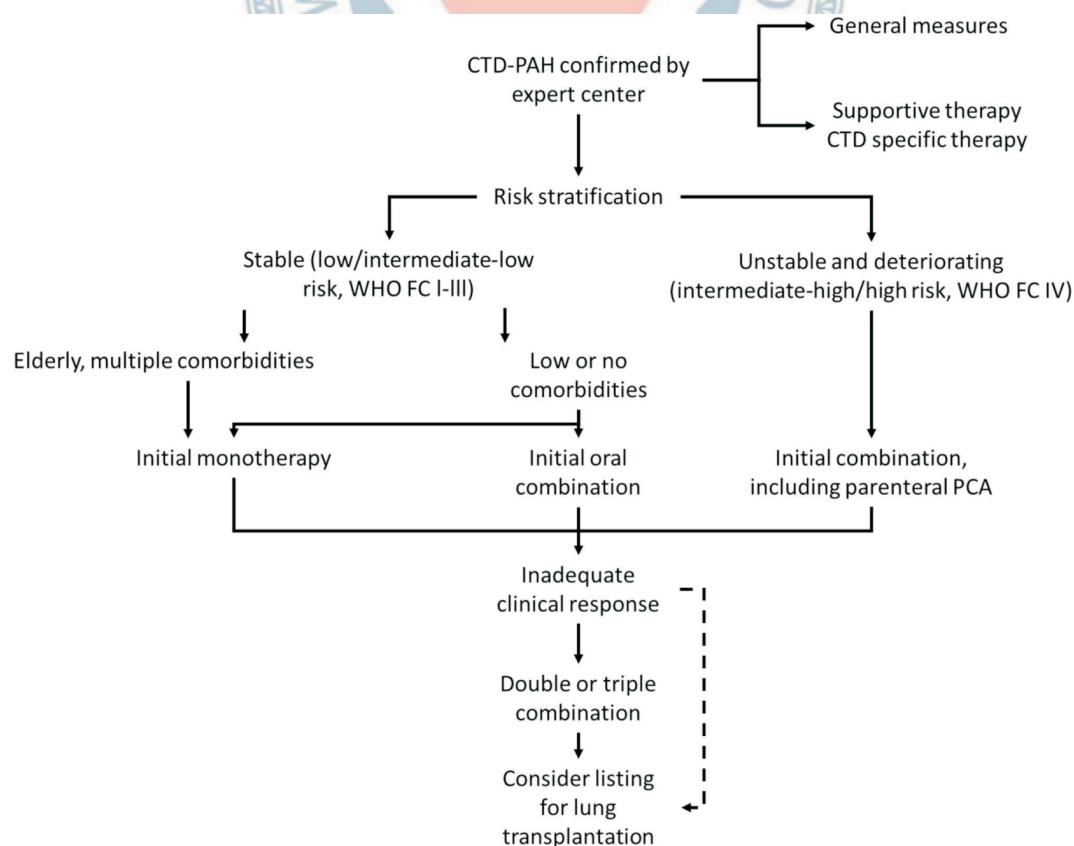 General measures
CTD-PAH confirmed by
expert center
Supportive therapy
CTD specific therapy
Risk stratification
Stable (low/intermediate-low
risk, WHO FC I-III)
Unstable and deteriorating
(intermediate-high/high risk, WHO FC IV)
Elderly, multiple comorbidities
Low or no
comorbidities
Initial monotherapy
Initial oral
combination
Initial combination,
including parenteral PCA
Inadequate
clinical response
Double or triple
combination
Consider listing
for lung
transplantation